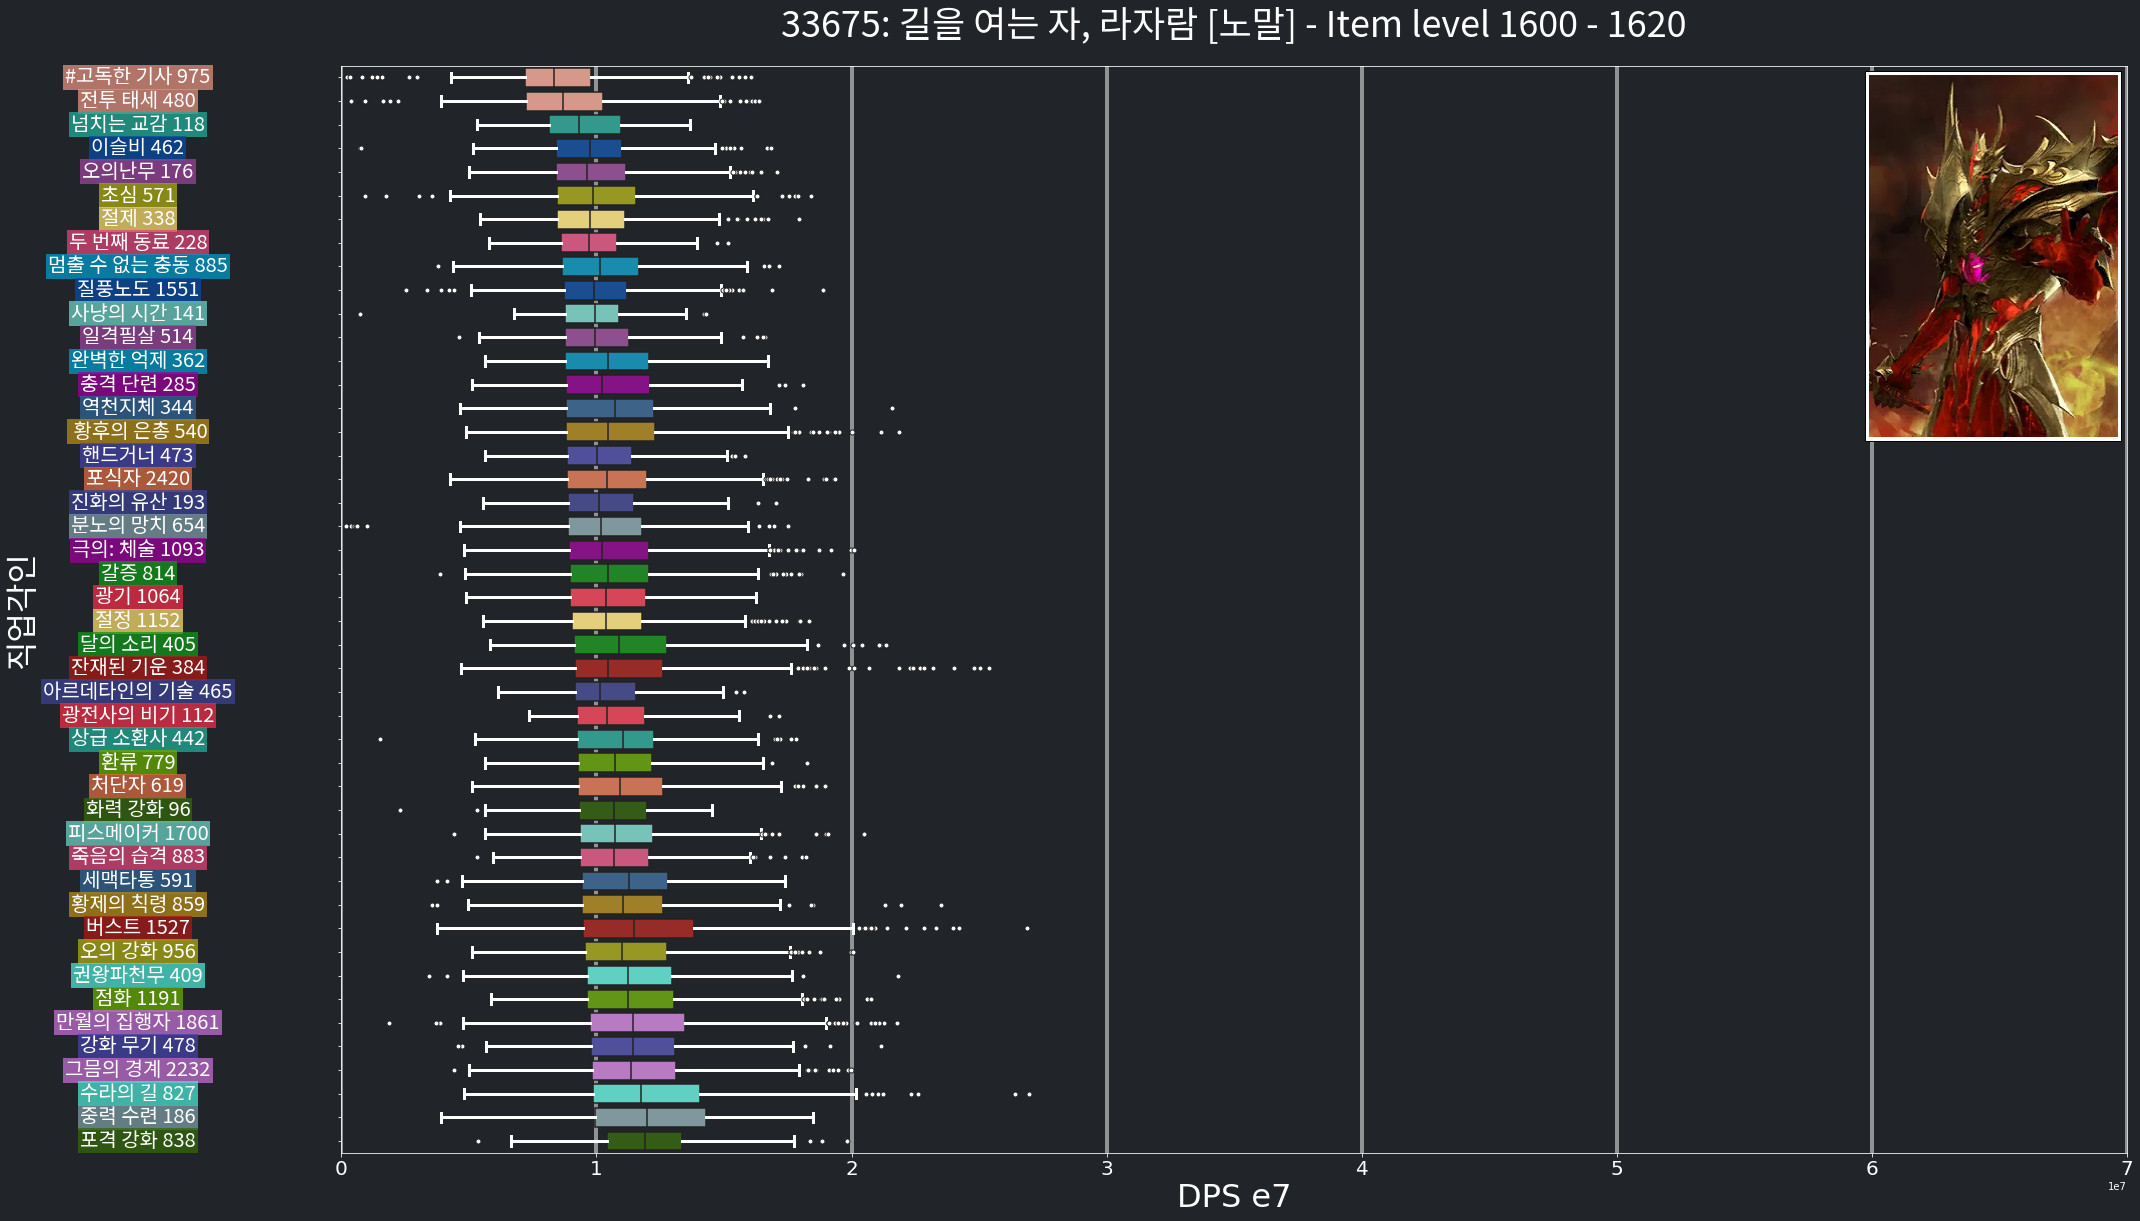 33675: 길을 여는 자, 라자람 [노말] - Item level 1600 - 1620
#고독한 기사 975
전투 태세 480
넘치는 교감 118
이슬비 462
오의난무 176
초심 571
절제 338
두 번째 동료 228
멈출 수 없는 충동 885
질풍노도 1551
사냥의 시간 141
일격필살 514
완벽한 억제 362
충격 단련 285
역천지체 344
황후의 은총 540
핸드거너 473
포식자 2420
진화의 유산 193
분노의 망치 654
극의: 체술 1093
갈증 814
광기 1064
절정 1152
달의 소리 405
잔재된 기운 384
아르데타인의 기술 465
광전사의 비기 112
상급 소환사 442
환류 779
처단자 619
화력 강화 96
피스메이커 1700
죽음의 습격 883
세맥타통 591
황제의 칙령 859
버스트 1527
오의 강화 956
권왕파천무 409
점화 1191
만월의 집행자 1861
강화 무기 478
그믐의 경계 2232
수라의 길 827
중력 수련 186
포격 강화 838
직업각인
0 1 2 3 4 5 6 7
1e7
DPS e7